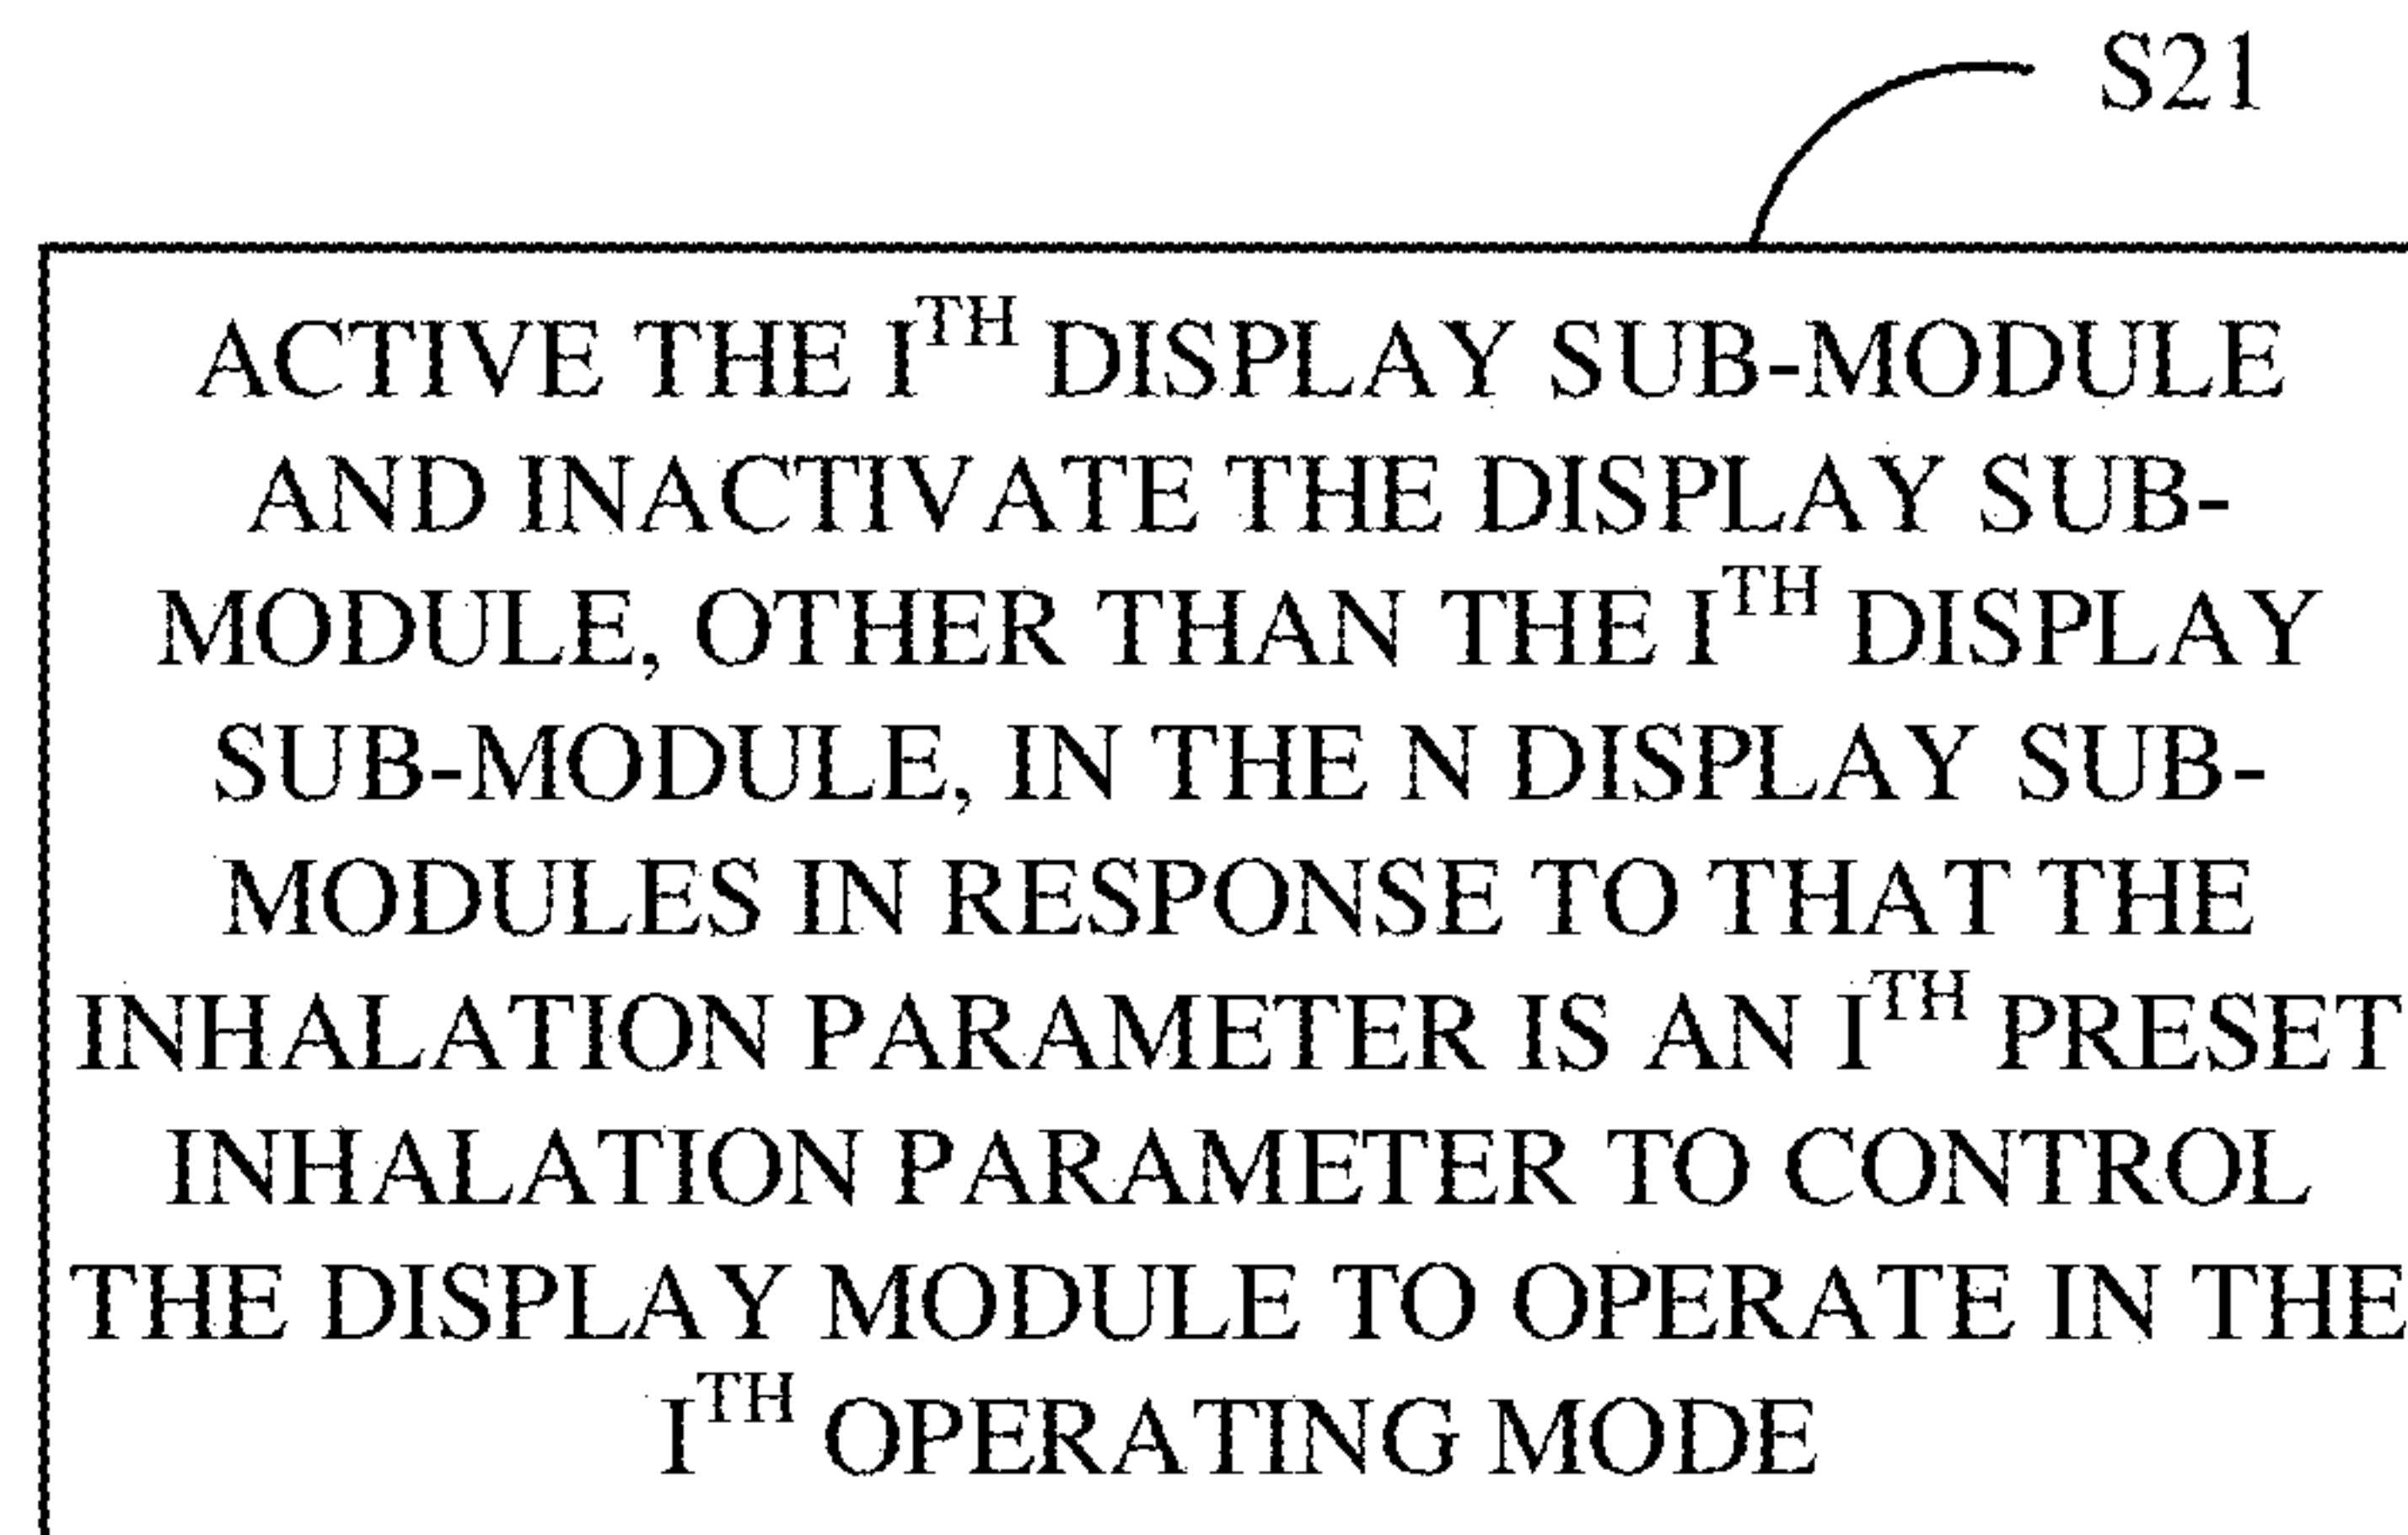 S21
ACTIVE THE I^TH DISPLAY SUB-MODULE
AND INACTIVATE THE DISPLAY SUB-
MODULE, OTHER THAN THE I^TH DISPLAY
SUB-MODULE, IN THE N DISPLAY SUB-
MODULES IN RESPONSE TO THAT THE
INHALATION PARAMETER IS AN I^TH PRESET
INHALATION PARAMETER TO CONTROL
THE DISPLAY MODULE TO OPERATE IN THE
I^TH OPERATING MODE